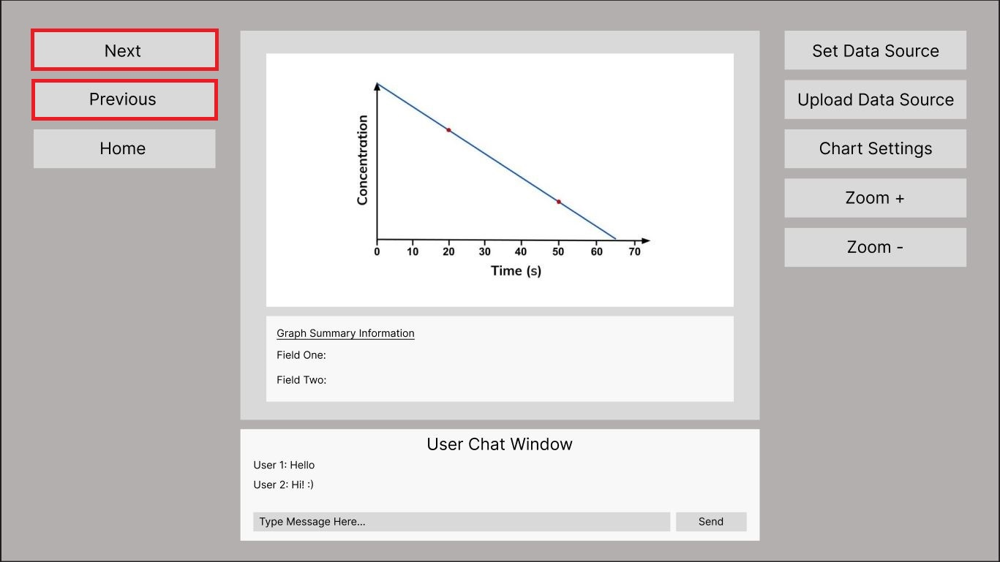 Next
Previous
Home
Concentration
0 10 20 30 40 50 60 70
Time (s)
Graph Summary Information
Field One:
Field Two:
User Chat Window
User 1: Hello
User 2: Hi! :)
Type Message Here...
Send
Set Data Source
Upload Data Source
Chart Settings
Zoom +
Zoom -